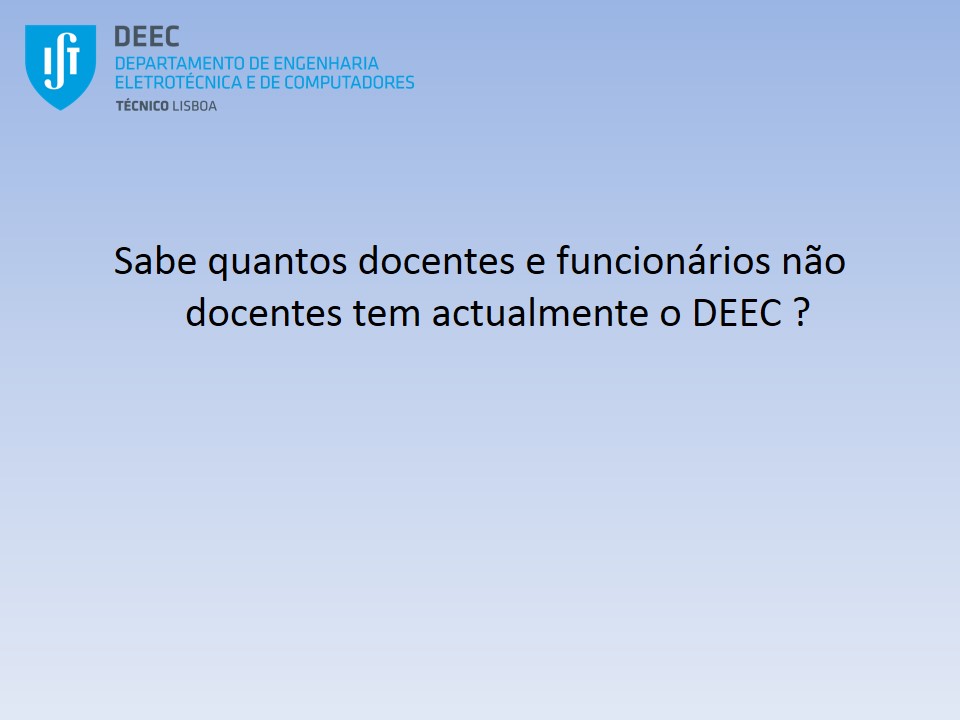 IST
DEEC
DEPARTAMENTO DE ENGENHARIA
ELETROTÉCNICA E DE COMPUTADORES
TÉCNICO LISBOA
Sabe quantos docentes e funcionários não
docentes tem actualmente o DEEC ?